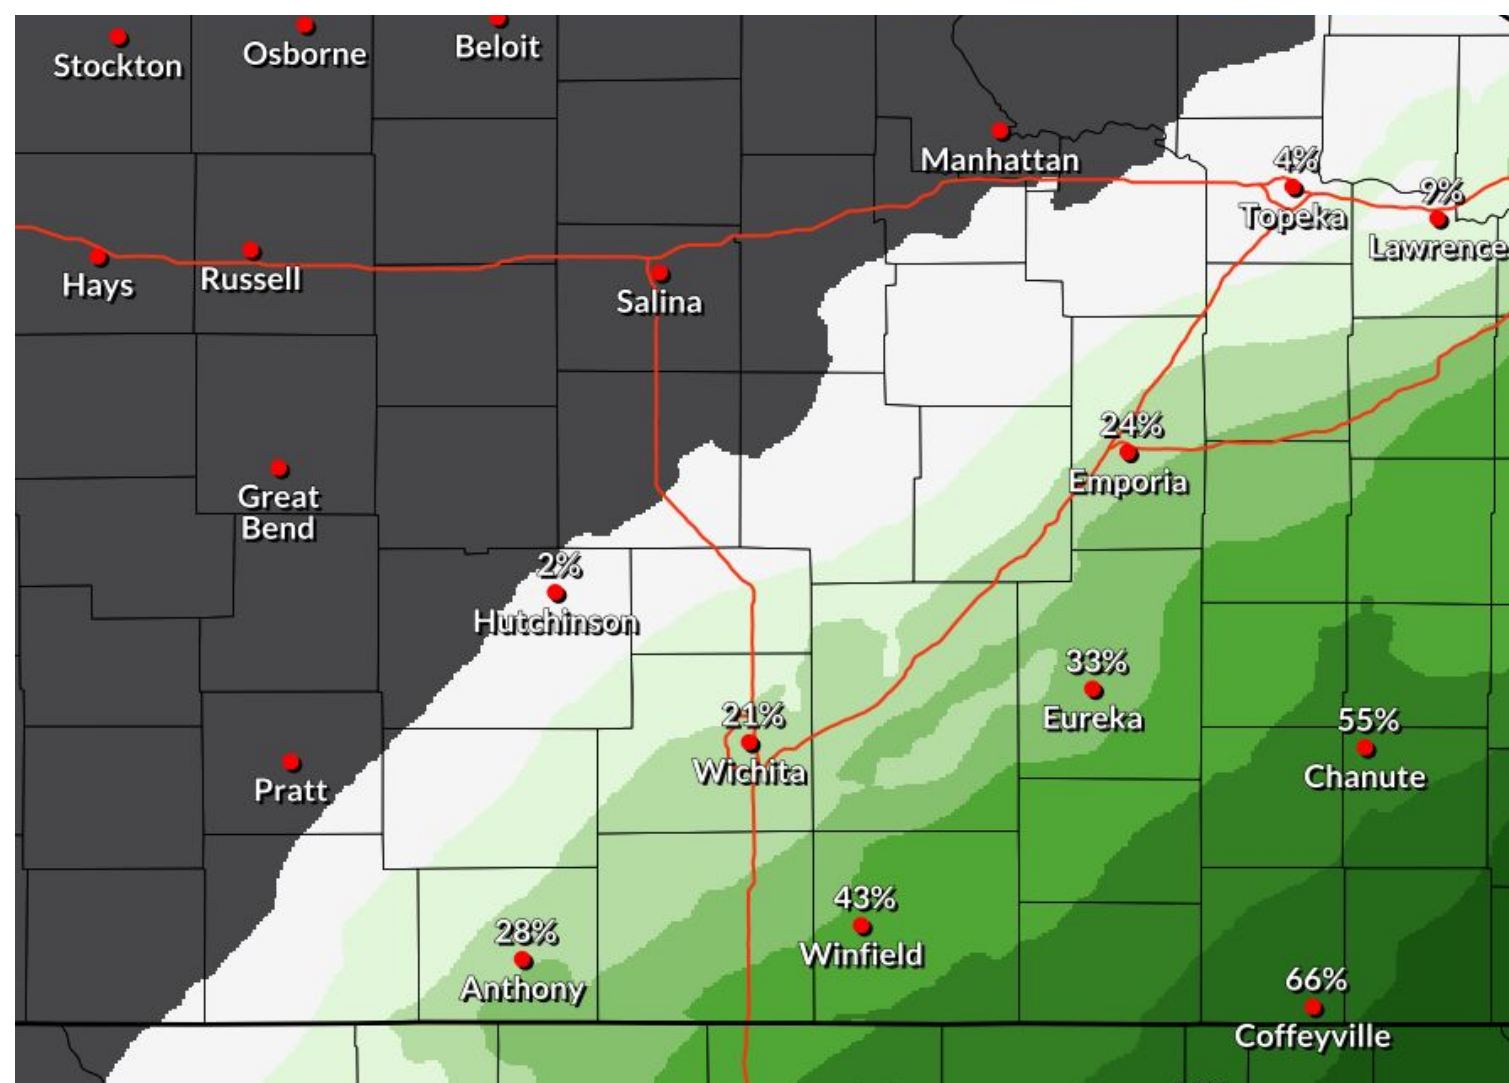 Stockton
Osborne
Beloit
Manhattan
4%
Topeka
9%
Lawrence
Hays
Russell
Salina
24%
Emporia
Great
Bend
2%
Hutchinson
33%
Eureka
21%
Wichita
55%
Chanute
Pratt
43%
Winfield
28%
Anthony
66%
Coffeyville